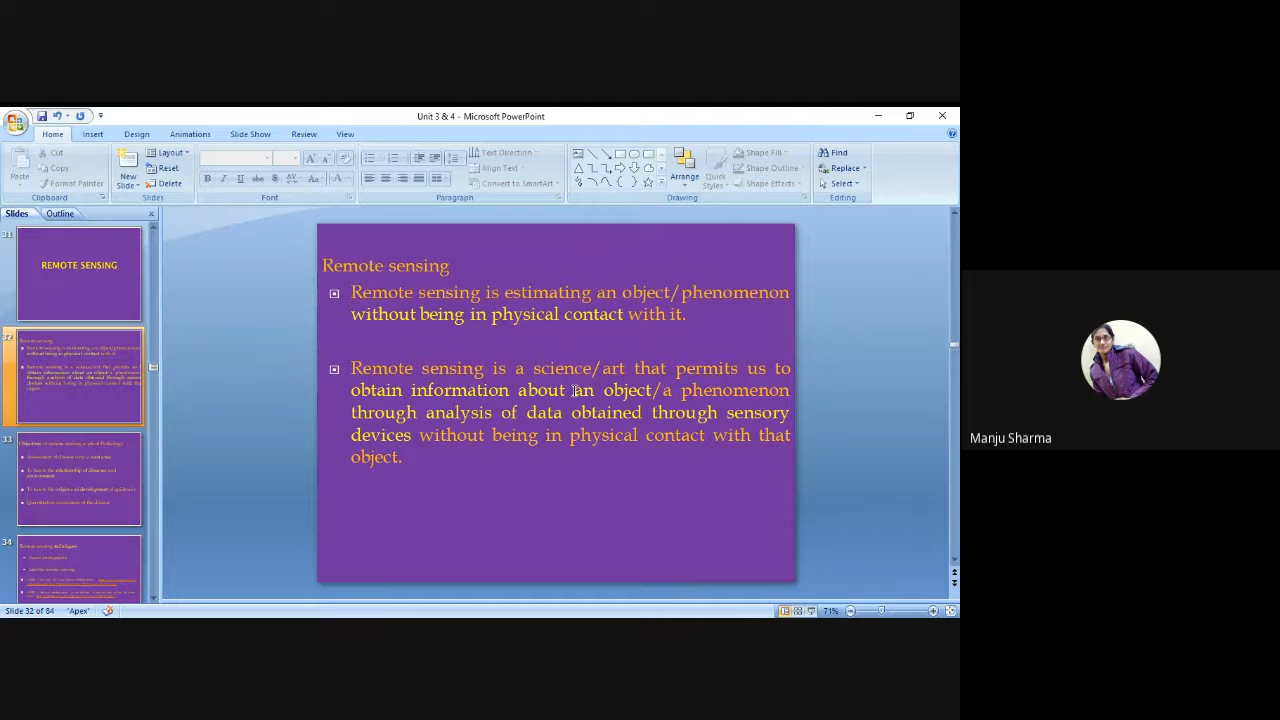 Unit 3 & 4 - Microsoft PowerPoint
Home Insert Design Animations Slide Show Review View
Paste
Cut
Copy
Format Painter
Clipboard
New Slide
Layout
Reset
Delete
Slides
Font
Text Direction
Align Text
Convert to SmartArt
Paragraph
Arrange
Quick Styles
Shape Fill
Shape Outline
Shape Effects
Drawing
Find
Replace
Select
Editing
Slides Outline
31
REMOTE SENSING
32
33
34
Remote sensing
Remote sensing is estimating an object/phenomenon
without being in physical contact with it.
Remote sensing is a science/art that permits us to
obtain information about an object/a phenomenon
through analysis of data obtained through sensory
devices without being in physical contact with that
object.
Slide 32 of 84 "Apex" 71%
Manju Sharma